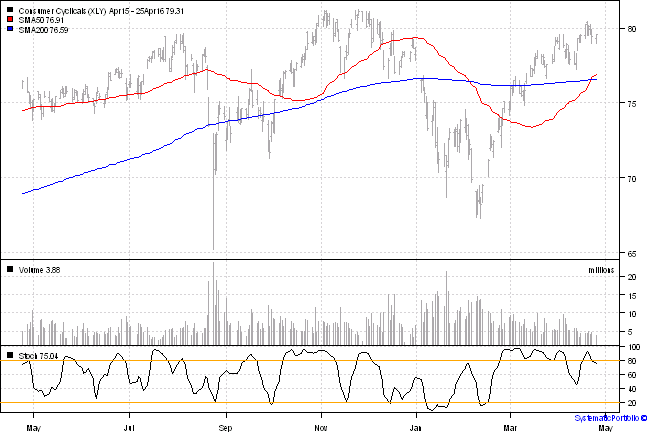 Consumer Cyclicals (XLY) Apr15 - 25Apr16 79.31
SMA50 76.91
SMA200 76.59
80
75
70
65
Volume 3.88
millions
20
15
10
5
Stoch 75.04
100
80
60
40
20
May Jul Sep Nov Jan Mar May
SystematicPortfolio ©